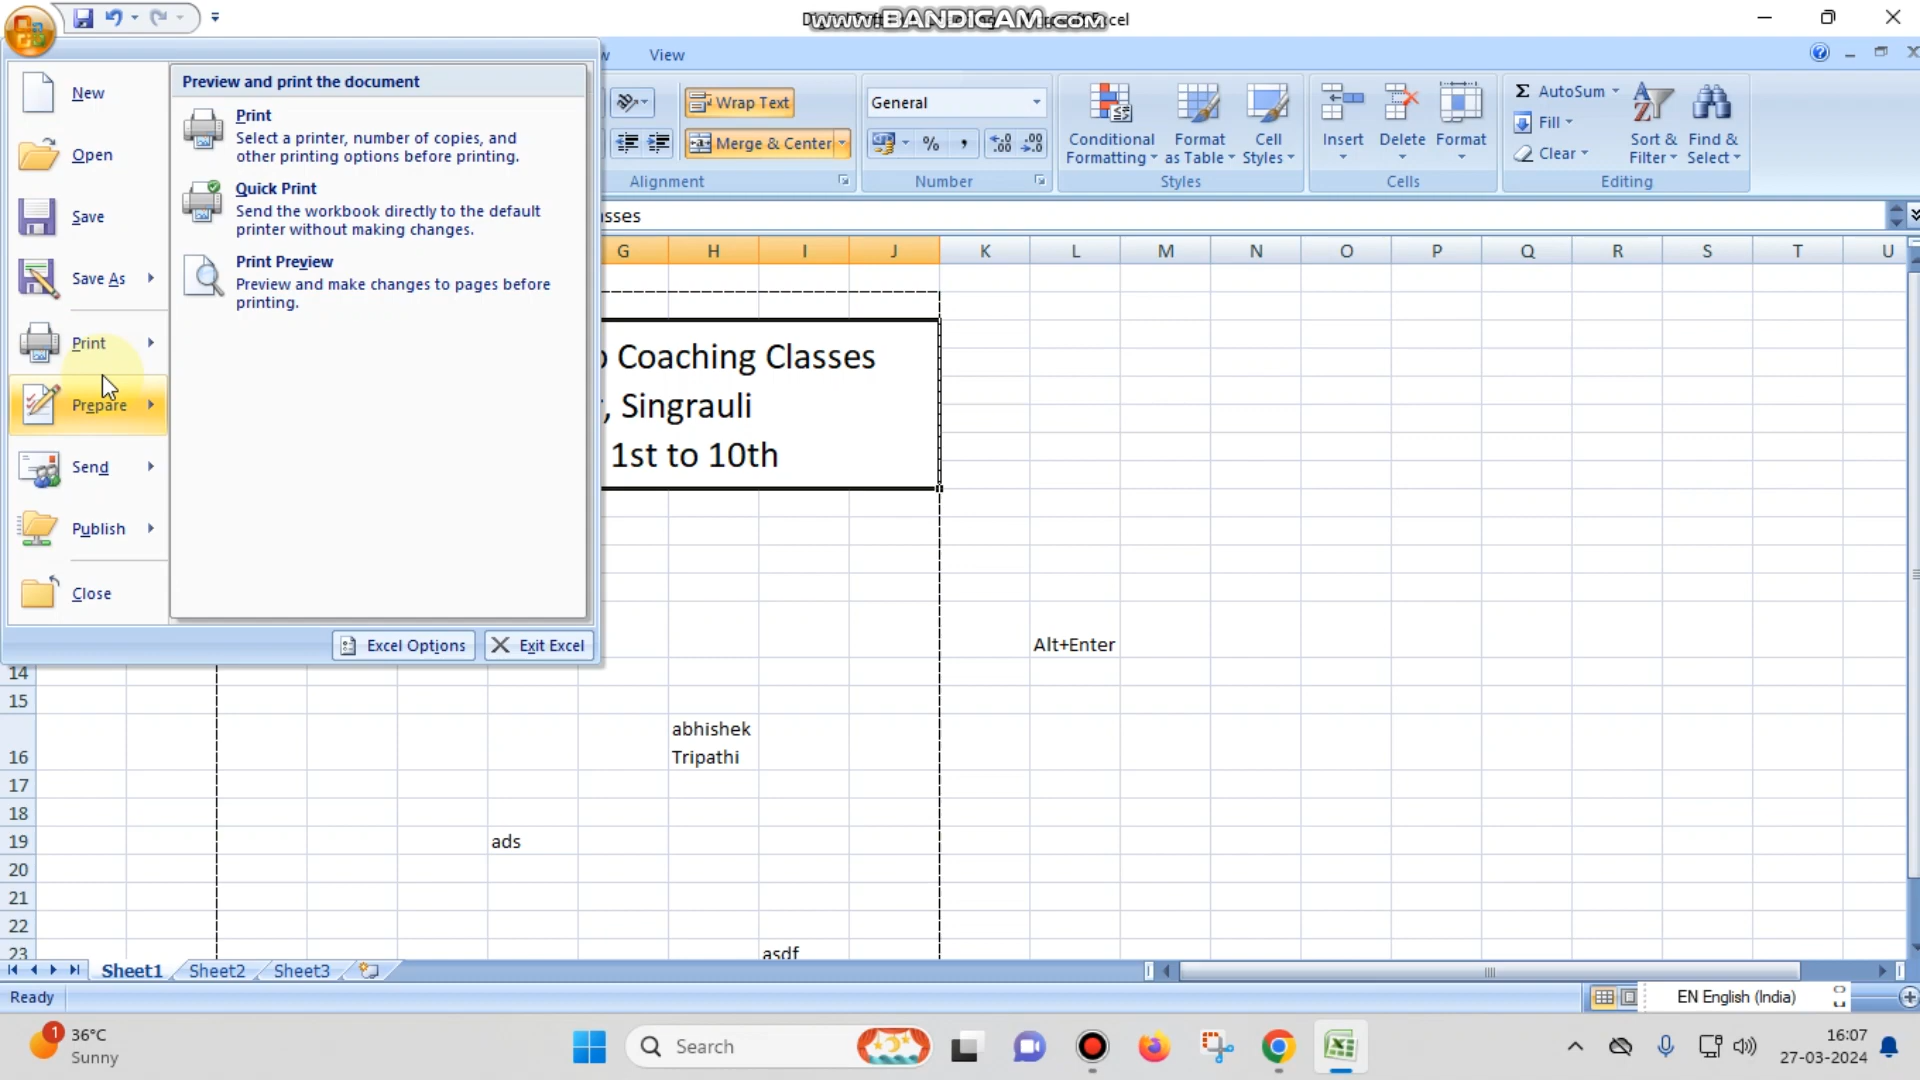 www.BANDICAM.com
View
Preview and print the document
New
Print
Select a printer, number of copies, and
other printing options before printing.
Open
Quick Print
Send the workbook directly to the default
printer without making changes.
Save
Print Preview
Preview and make changes to pages before
printing.
Save As
Print
Prepare
Send
Publish
Close
Excel Options
Exit Excel
Wrap Text
Merge & Center
Alignment
General
%
,
Number
Conditional
Formatting
Format
as Table
Cell
Styles
Styles
Insert
Delete
Format
Cells
Σ AutoSum
Fill
Clear
Sort &
Filter
Find &
Select
Editing
sses
G H I J K L M N O P Q R S T U
Coaching Classes
, Singrauli
1st to 10th
Alt+Enter
14
15
abhishek
16 Tripathi
17
18
19 ads
20
21
22
23 asdf
Sheet1 Sheet2 Sheet3
Ready
EN English (India)
1
36°C
Sunny
Search
16:07
27-03-2024